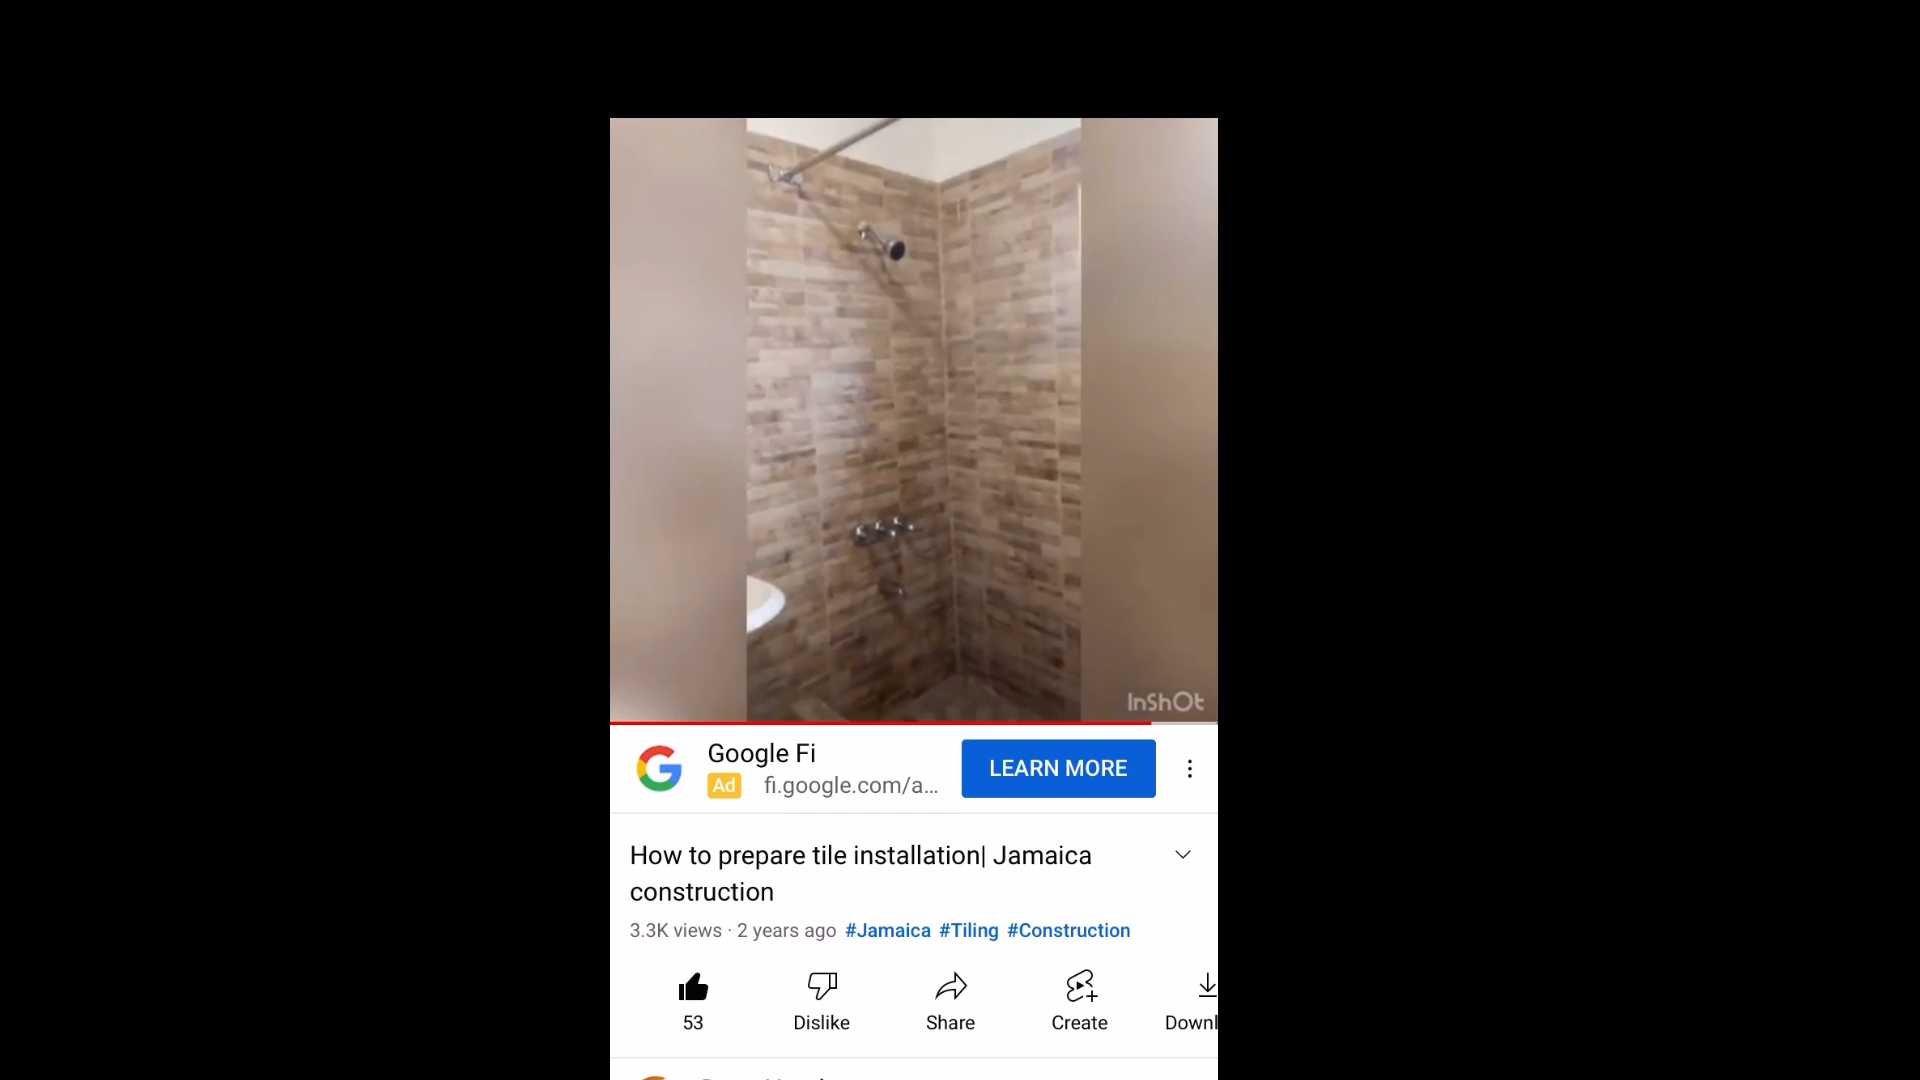 InShOt
Google Fi
LEARN MORE
Ad fi.google.com/a...
How to prepare tile installation| Jamaica
construction
3.3K views · 2 years ago #Jamaica #Tiling #Construction
53 Dislike Share Create Downl